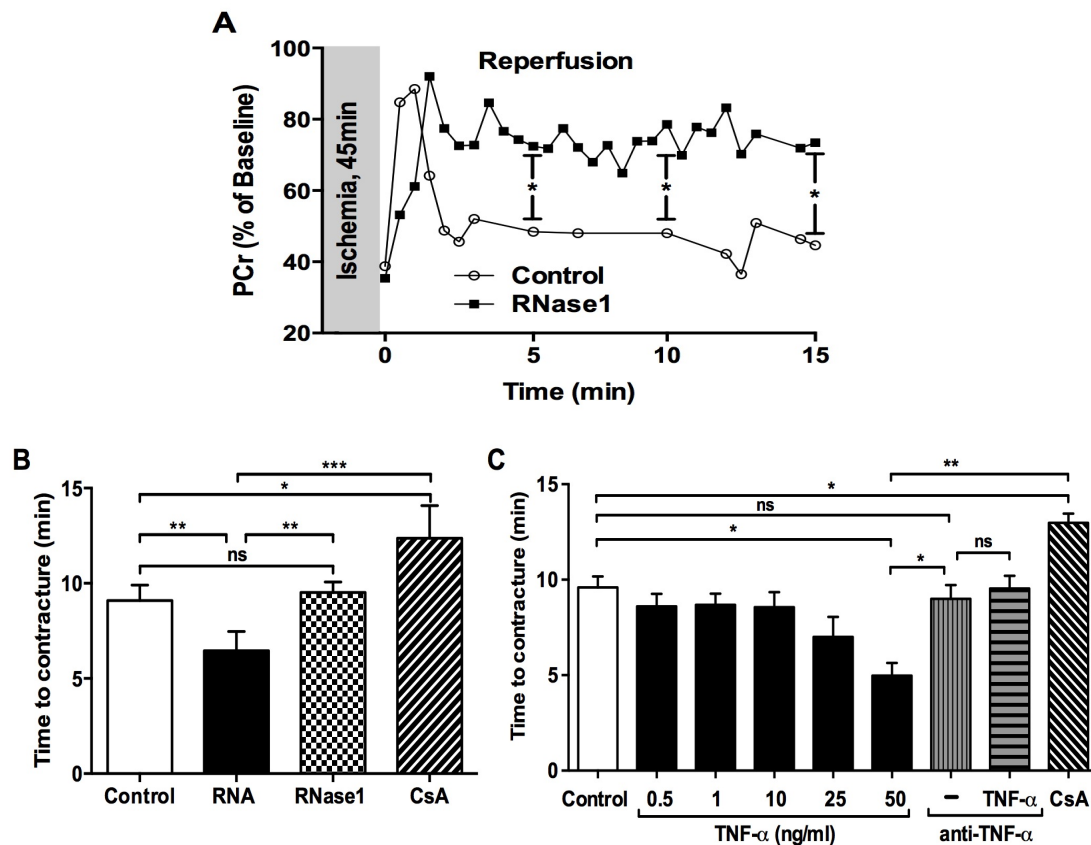 A
Reperfusion
PCr (% of Baseline)
100
80
60
40
20
Ischemia, 45min
* * *
Control
RNase1
0 5 10 15
Time (min)
B
Time to contracture (min)
15
10
5
0
***
*
** **
ns
Control RNA RNase1 CsA
C
Time to contracture (min)
15
10
5
0
**
*
ns
*
* ns
Control 0.5 1 10 25 50 – TNF-α CsA
TNF-α (ng/ml) anti-TNF-α